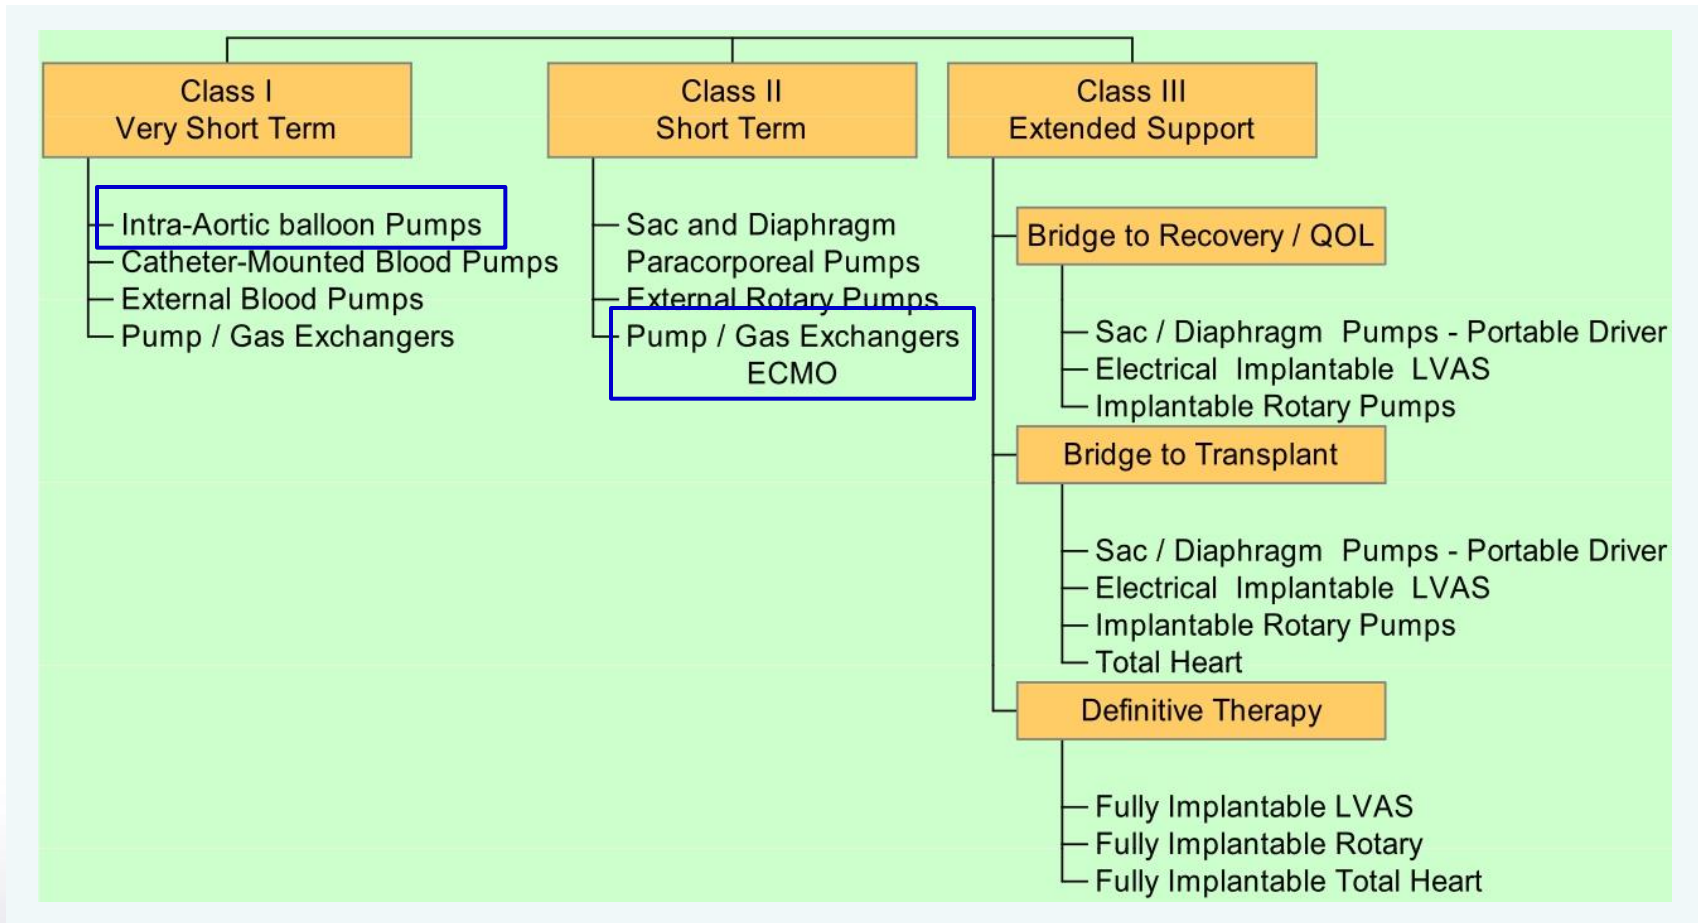 Class I
Very Short Term
Intra-Aortic balloon Pumps
Catheter-Mounted Blood Pumps
External Blood Pumps
Pump / Gas Exchangers
Class II
Short Term
Sac and Diaphragm
Paracorporeal Pumps
External Rotary Pumps
Pump / Gas Exchangers
ECMO
Class III
Extended Support
Bridge to Recovery / QOL
Sac / Diaphragm Pumps - Portable Driver
Electrical Implantable LVAS
Implantable Rotary Pumps
Bridge to Transplant
Sac / Diaphragm Pumps - Portable Driver
Electrical Implantable LVAS
Implantable Rotary Pumps
Total Heart
Definitive Therapy
Fully Implantable LVAS
Fully Implantable Rotary
Fully Implantable Total Heart